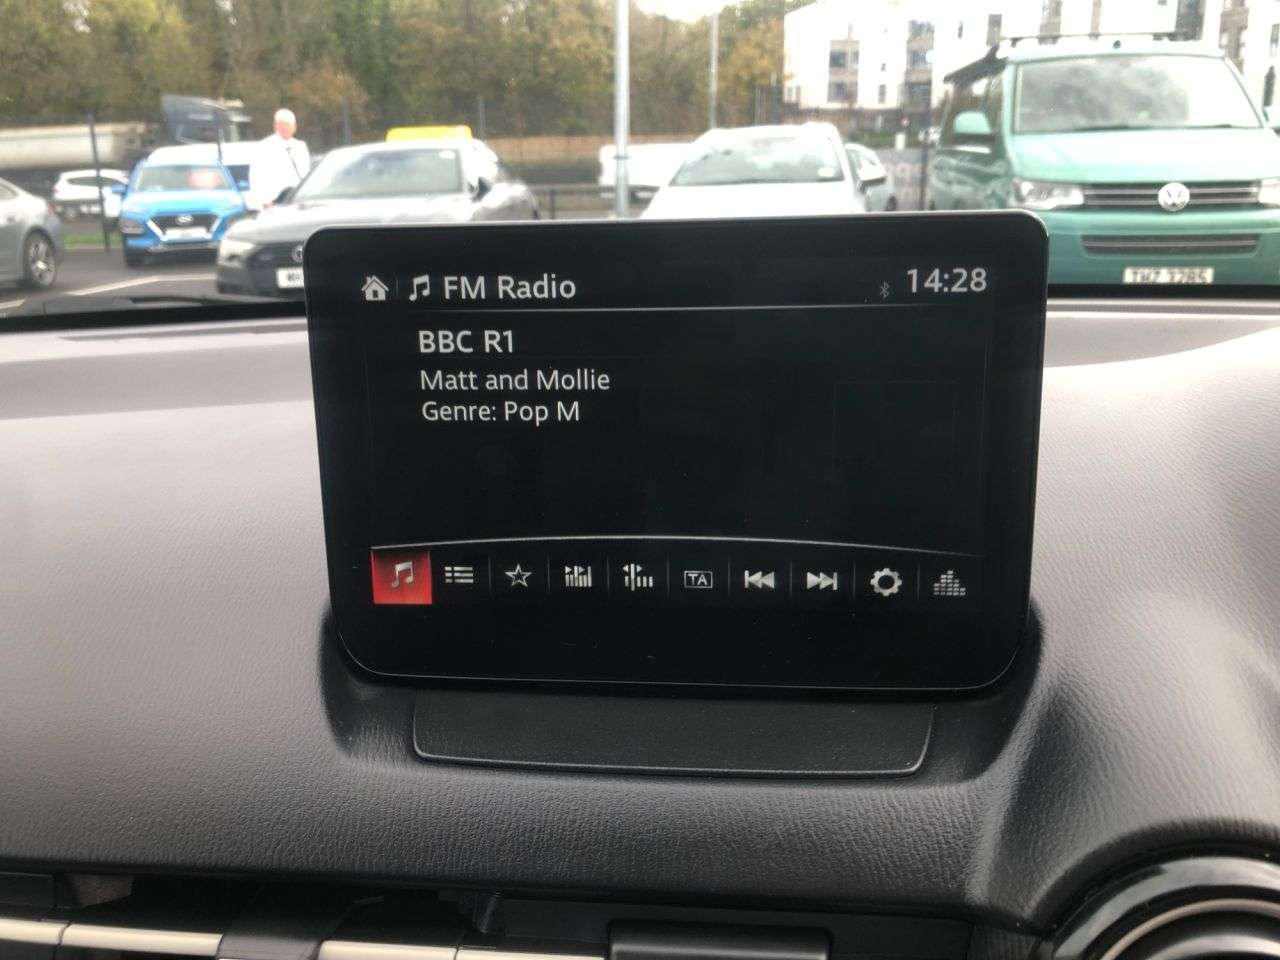 FM Radio 14:28
BBC R1
Matt and Mollie
Genre: Pop M
TA